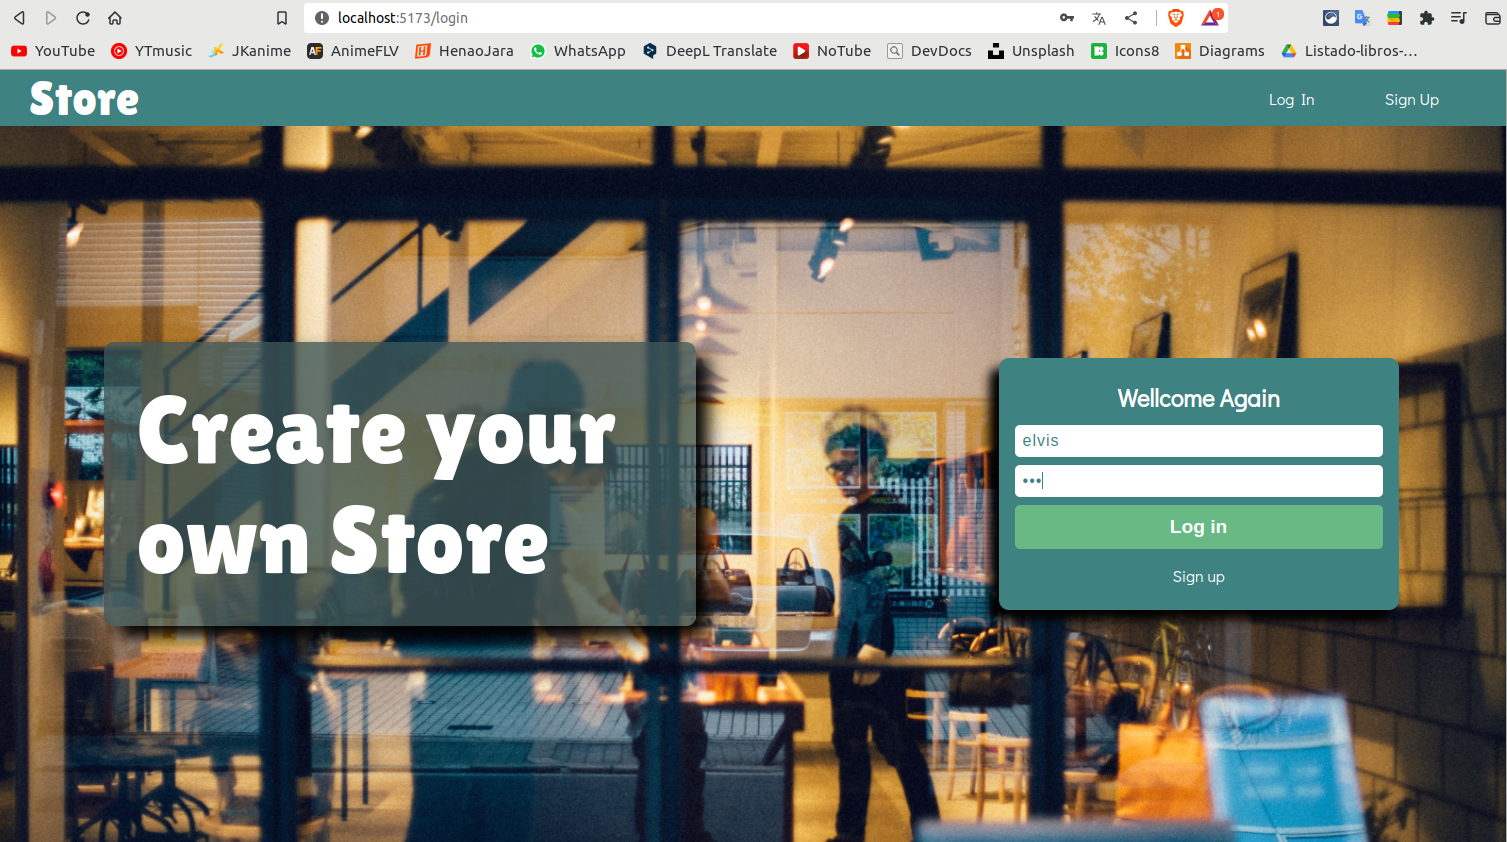 localhost:5173/login
1
YouTube YTmusic JKanime AnimeFLV HenaoJara WhatsApp DeepL Translate NoTube DevDocs Unsplash Icons8 Diagrams Listado-libros-...
Store Log In Sign Up
Create your
own Store
Wellcome Again
elvis
•••
Log in
Sign up